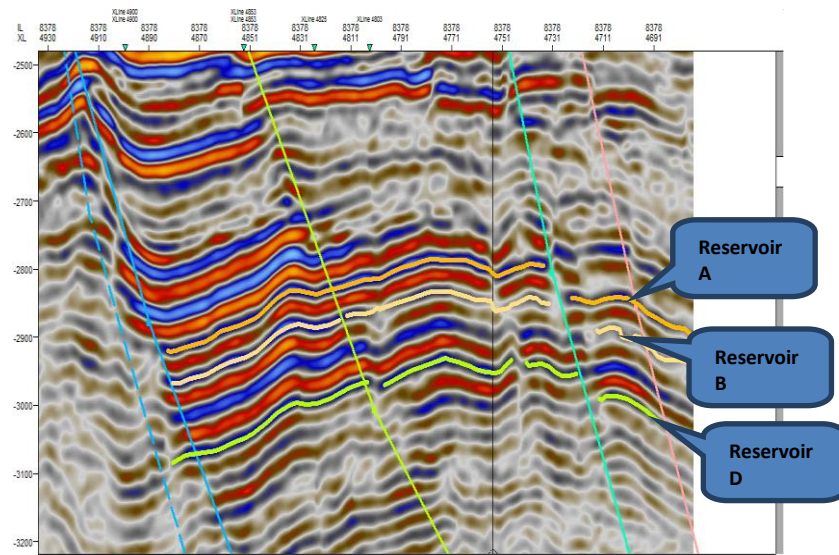 XLine 4900 XLine 4853 XLine 4829 XLine 4803
XLine 4900 XLine 4853
IL 8378 8378 8378 8378 8378 8378 8378 8378 8378 8378 8378 8378 8378
XL 4930 4910 4890 4870 4851 4831 4811 4791 4771 4751 4731 4711 4691
-2500
-2600
-2700
-2800
-2900
-3000
-3100
-3200
Reservoir
A
Reservoir
B
Reservoir
D